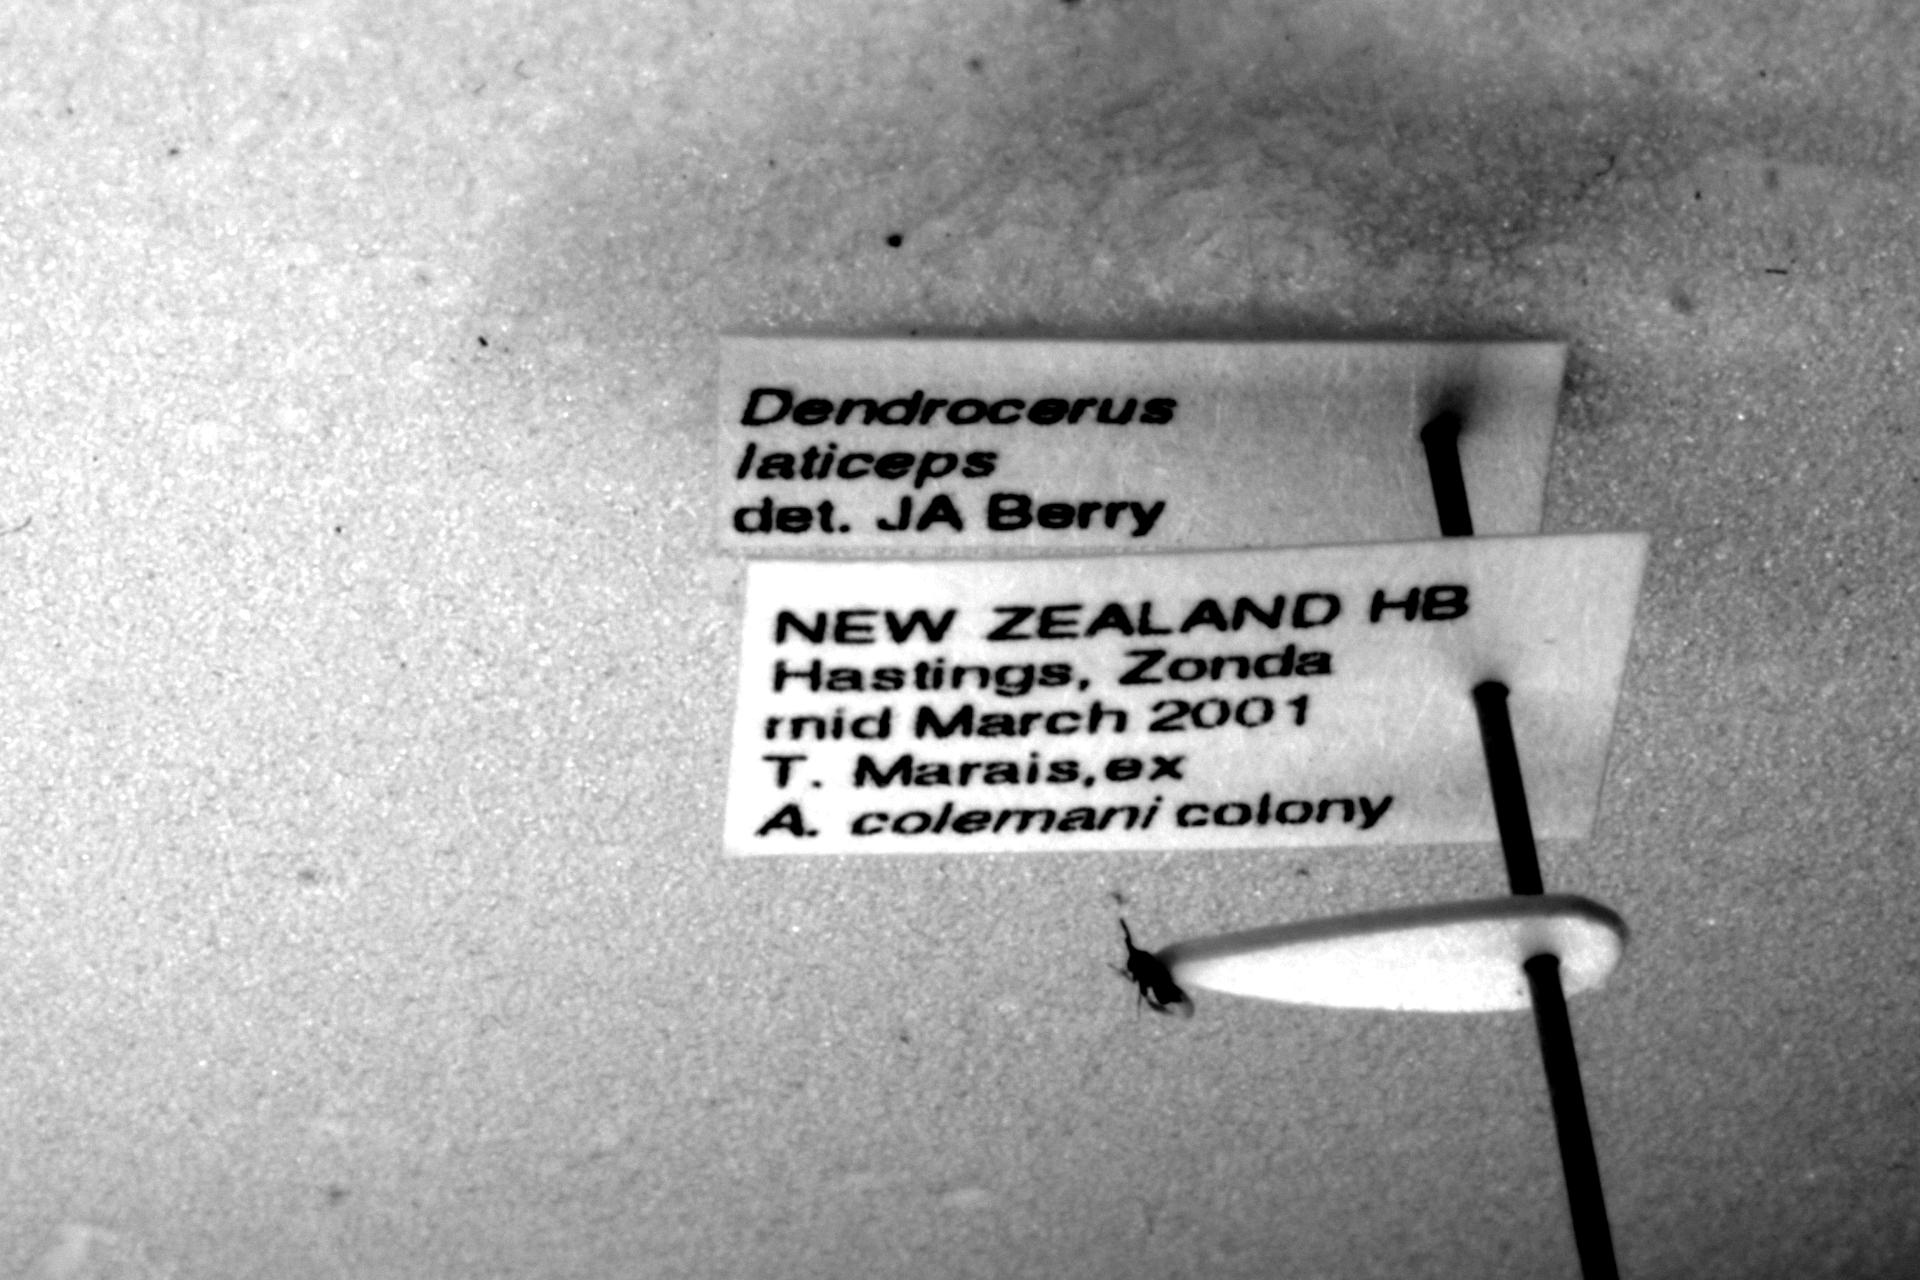 Dendrocerus
laticeps
det. JA Berry
NEW ZEALAND HB
Hastings, Zonda
mid March 2001
T. Marais,ex
A. colemani colony